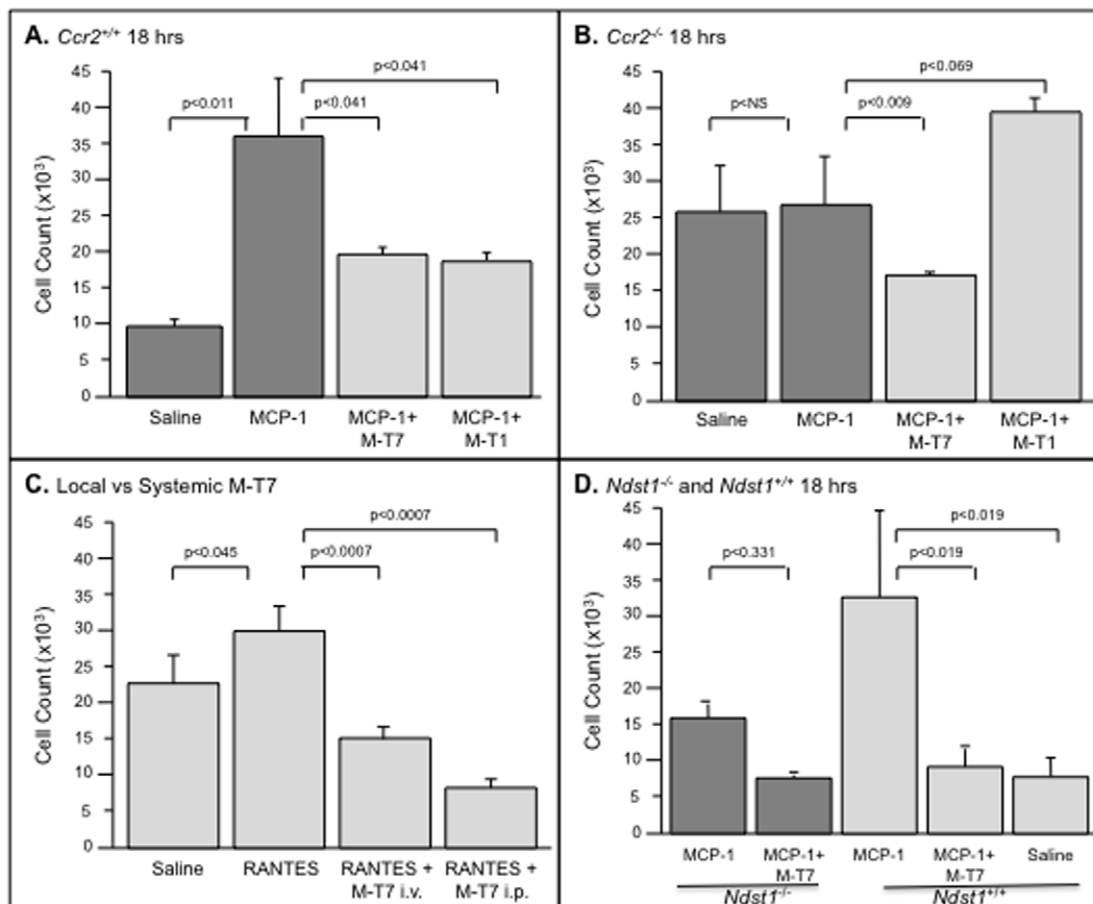 A. Ccr2+/+ 18 hrs
45
40
35
30
25
20
15
10
5
0
Cell Count (x10³)
p<0.011
p<0.041
p<0.041
Saline
MCP-1
MCP-1+
M-T7
MCP-1+
M-T1
B. Ccr2-/- 18 hrs
45
40
35
30
25
20
15
10
5
0
Cell Count (x10³)
p<NS
p<0.009
p<0.069
Saline
MCP-1
MCP-1+
M-T7
MCP-1+
M-T1
C. Local vs Systemic M-T7
45
40
35
30
25
20
15
10
5
0
Cell Count (x10³)
p<0.045
p<0.0007
p<0.0007
Saline
RANTES
RANTES +
M-T7 i.v.
RANTES +
M-T7 i.p.
D. Ndst1-/- and Ndst1+/+ 18 hrs
45
40
35
30
25
20
15
10
5
0
Cell Count (x10³)
p<0.331
p<0.019
p<0.019
MCP-1
MCP-1+
M-T7
MCP-1
MCP-1+
M-T7
Saline
Ndst1-/-
Ndst1+/+